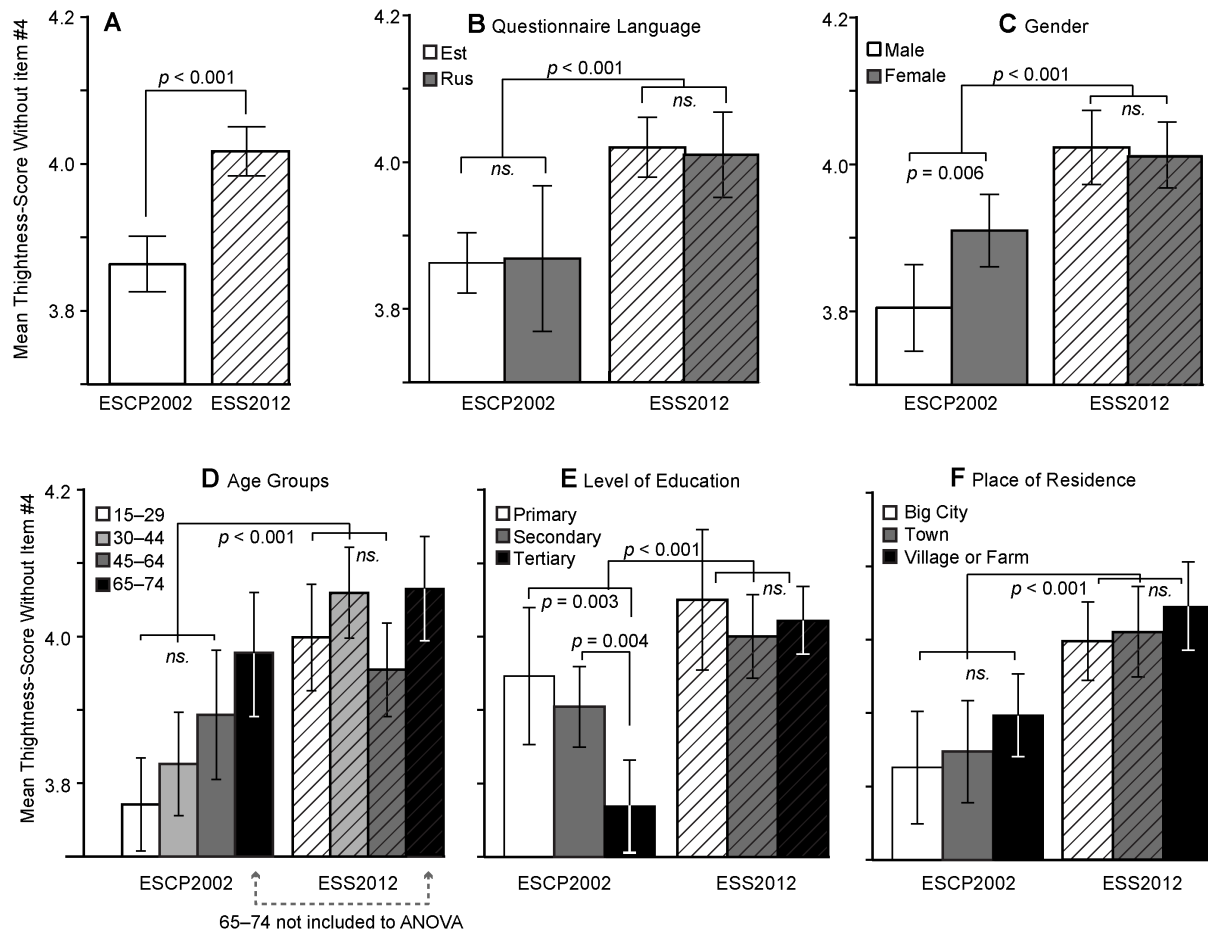 A
4.2
4.0
3.8
Mean Thightness-Score Without item #4
p < 0.001
ESCP2002
ESS2012
B Questionnaire Language
4.2
4.0
3.8
Est
Rus
p < 0.001
ns.
ns.
ESCP2002
ESS2012
C Gender
4.2
4.0
3.8
Male
Female
p < 0.001
ns.
p = 0.006
ESCP2002
ESS2012
D Age Groups
4.2
4.0
3.8
Mean Thightness-Score Without Item #4
15–29
30–44
45–64
65–74
p < 0.001
ns.
ns.
ESCP2002
ESS2012
65–74 not included to ANOVA
E Level of Education
Primary
Secondary
Tertiary
p < 0.001
ns.
p = 0.003
p = 0.004
ESCP2002
ESS2012
F Place of Residence
Big City
Town
Village or Farm
p < 0.001
ns.
ns.
ESCP2002
ESS2012